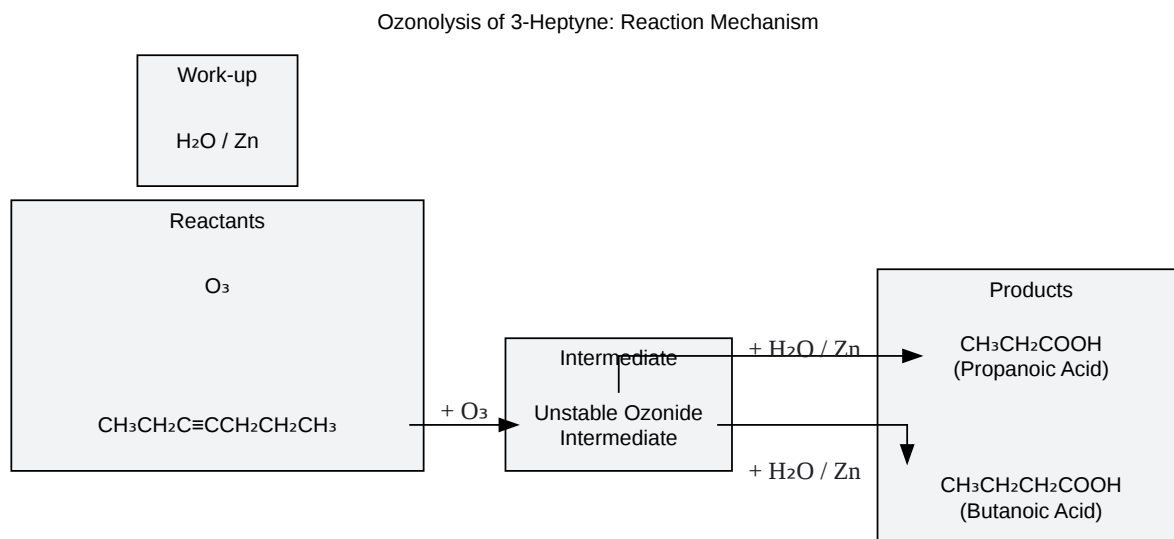 Ozonolysis of 3-Heptyne: Reaction Mechanism
Work-up
H₂O / Zn
Reactants
O₃
CH₃CH₂C≡CCH₂CH₂CH₃
+ O₃
Intermediate
Unstable Ozonide
Intermediate
+ H₂O / Zn
+ H₂O / Zn
Products
CH₃CH₂COOH
(Propanoic Acid)
CH₃CH₂CH₂COOH
(Butanoic Acid)